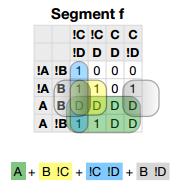 Segment f
!C !C C C
!D D D !D
!A !B 1 0 0 0
!A B 1 1 0 1
A B D D D D
A !B 1 1 D D
A + B !C + !C !D + B !D